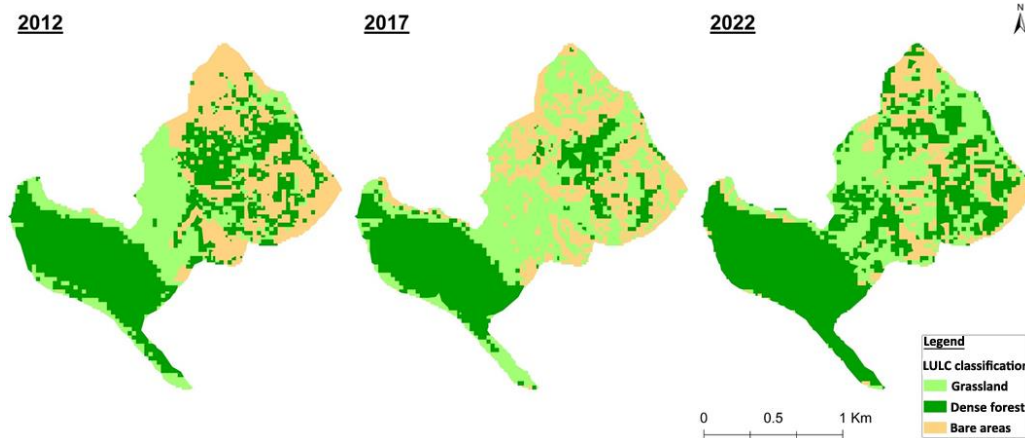 2012
2017
2022
N
Legend
LULC classification
Grassland
Dense forest
Bare areas
0 0.5 1 Km